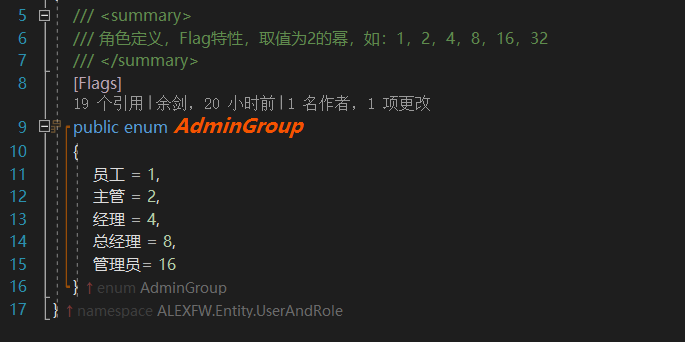 5 /// <summary>
6 /// 角色定义，Flag特性，取值为2的幂，如：1，2，4，8，16，32
7 /// </summary>
8 [Flags]
19 个引用 | 余剑，20 小时前 | 1 名作者，1 项更改
9 public enum AdminGroup
10 {
11 员工 = 1,
12 主管 = 2,
13 经理 = 4,
14 总经理 = 8,
15 管理员= 16
16 } ↑ enum AdminGroup
17 } ↑ namespace ALEXFW.Entity.UserAndRole